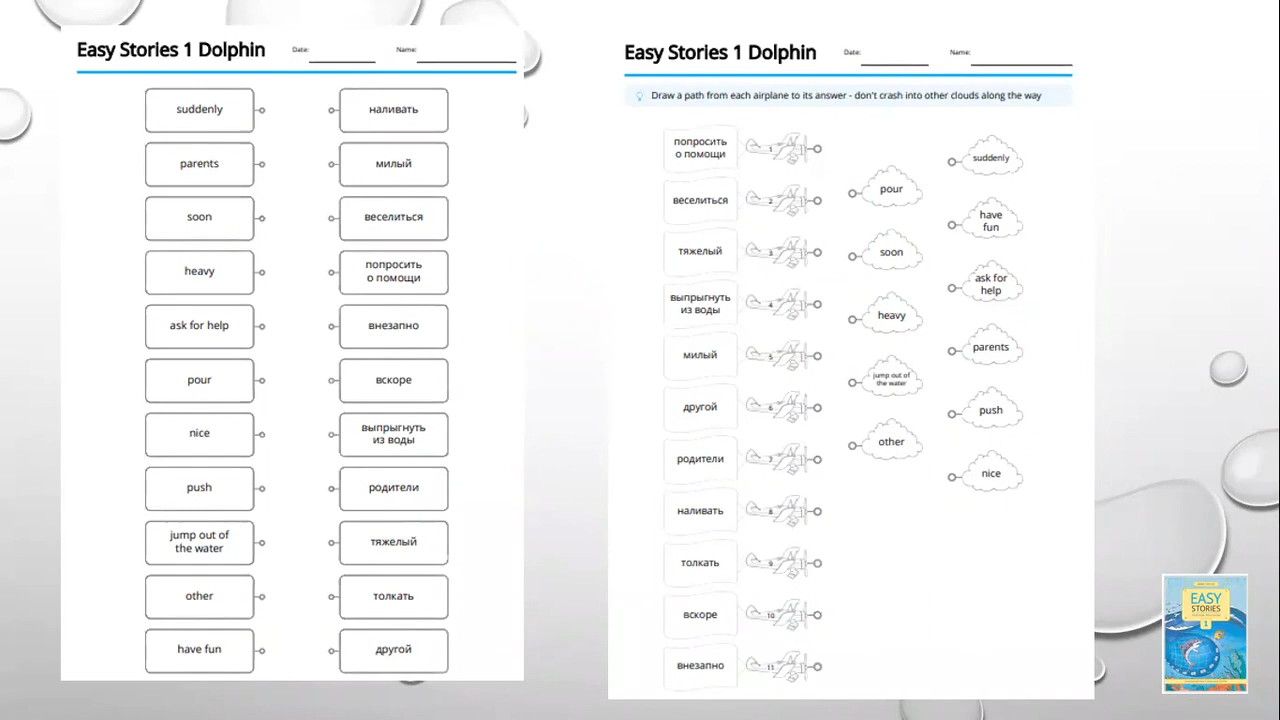 Easy Stories 1 Dolphin Date: Name:
suddenly наливать
parents милый
soon веселиться
heavy попросить
о помощи
ask for help внезапно
pour вскоре
nice выпрыгнуть
из воды
push родители
jump out of
the water
тяжелый
other толкать
have fun другой
Easy Stories 1 Dolphin Date: Name:
Draw a path from each airplane to its answer - don't crash into other clouds along the way
попросить
о помощи
1
веселиться 2
тяжелый 3
выпрыгнуть
из воды
4
милый 5
другой 6
родители 7
наливать 8
толкать 9
вскоре 10
внезапно 11
pour
soon
heavy
jump out of
the water
other
suddenly
have
fun
ask for
help
parents
push
nice
EASY
STORIES
1